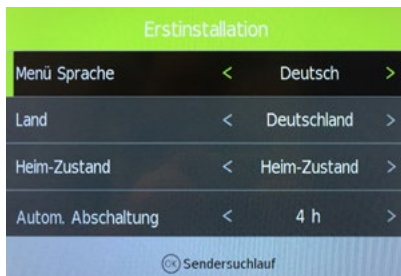 Erstinstallation
Menü Sprache < Deutsch >
Land < Deutschland >
Heim-Zustand < Heim-Zustand >
Autom. Abschaltung < 4 h >
OK Sendersuchlauf